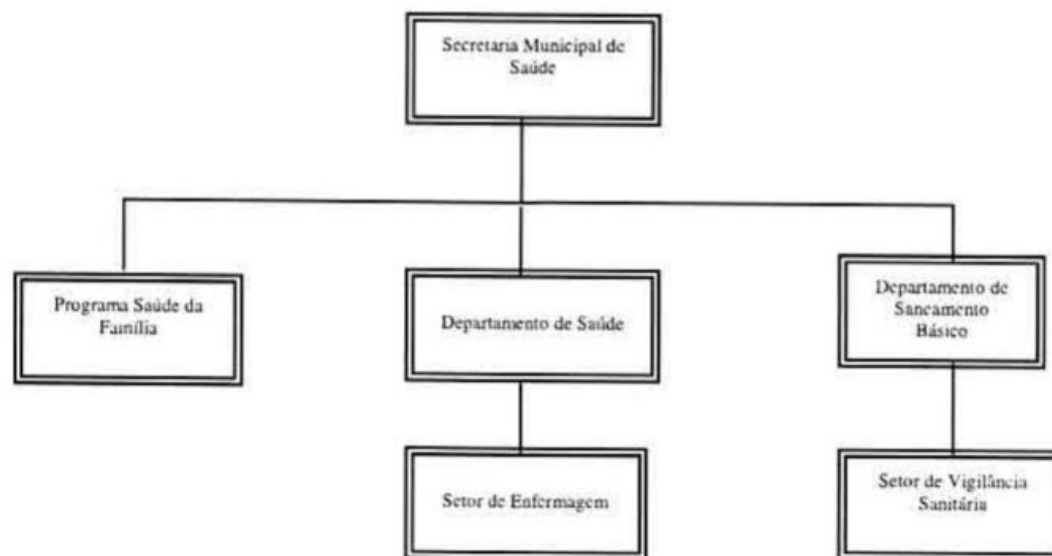 Secretaria Municipal de
Saúde
Programa Saúde da
Família
Departamento de Saúde
Departamento de
Saneamento
Básico
Setor de Enfermagem
Setor de Vigilância
Sanitária